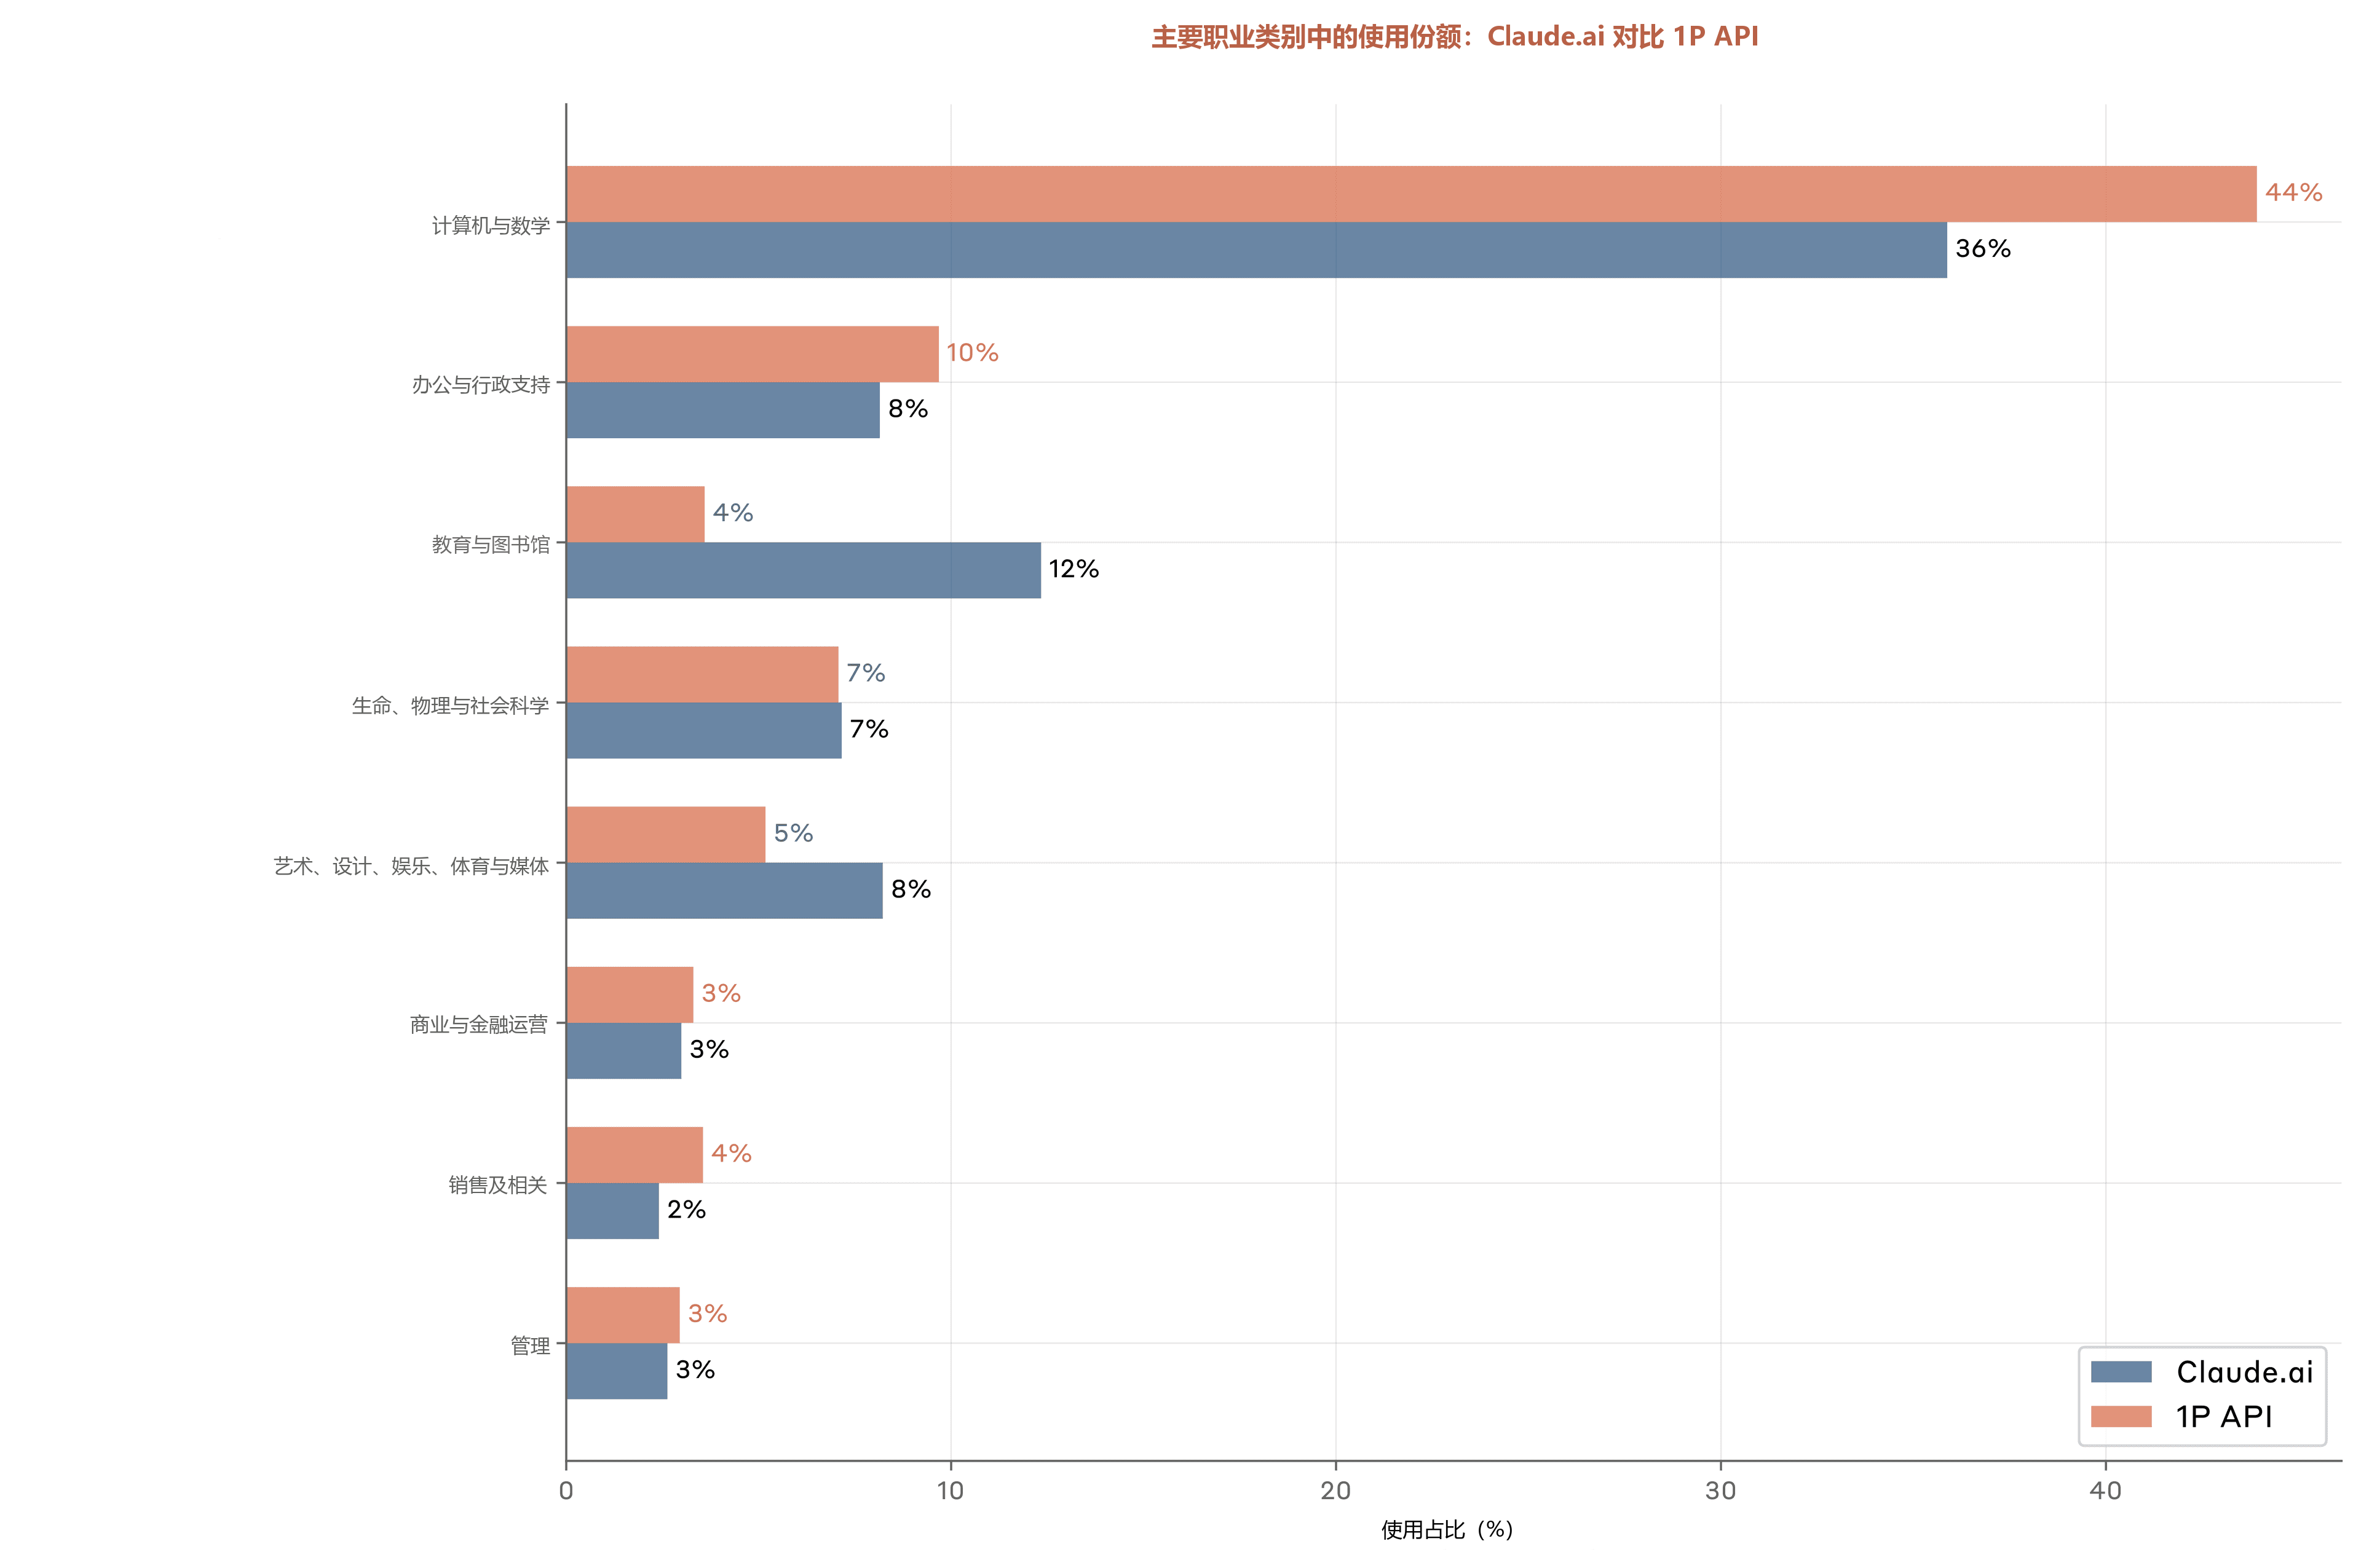 主要职业类别中的使用份额：Claude.ai 对比 1P API
计算机与数学
44%
36%
办公与行政支持
10%
8%
教育与图书馆
4%
12%
生命、物理与社会科学
7%
7%
艺术、设计、娱乐、体育与媒体
5%
8%
商业与金融运营
3%
3%
销售及相关
4%
2%
管理
3%
3%
Claude.ai
1P API
0 10 20 30 40
使用占比（%）